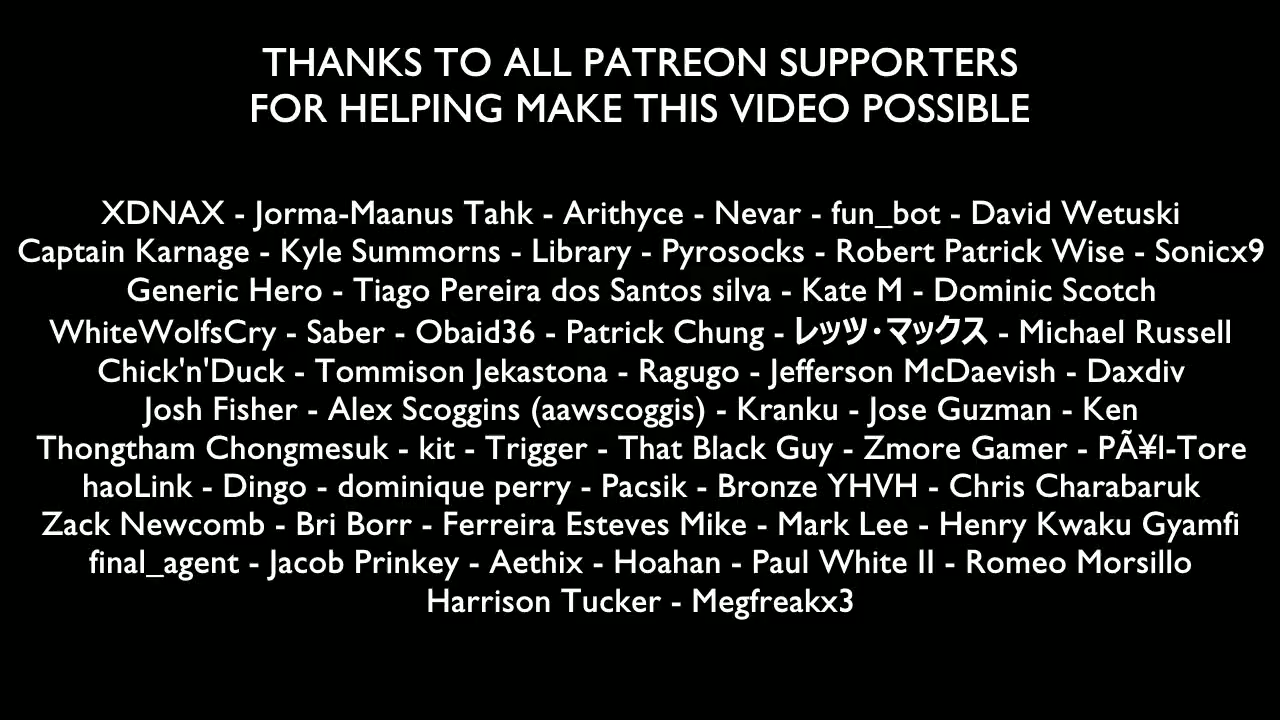 THANKS TO ALL PATREON SUPPORTERS
FOR HELPING MAKE THIS VIDEO POSSIBLE
XDNAX - Jorma-Maanus Tahk - Arithyce - Nevar - fun_bot - David Wetuski
Captain Karnage - Kyle Summorns - Library - Pyrosocks - Robert Patrick Wise - Sonicx9
Generic Hero - Tiago Pereira dos Santos silva - Kate M - Dominic Scotch
WhiteWolfsCry - Saber - Obaid36 - Patrick Chung - レッツ・マックス - Michael Russell
Chick'n'Duck - Tommison Jekastona - Ragugo - Jefferson McDaevish - Daxdiv
Josh Fisher - Alex Scoggins (aawscoggis) - Kranku - Jose Guzman - Ken
Thongtham Chongmesuk - kit - Trigger - That Black Guy - Zmore Gamer - PÃ¥l-Tore
haoLink - Dingo - dominique perry - Pacsik - Bronze YHVH - Chris Charabaruk
Zack Newcomb - Bri Borr - Ferreira Esteves Mike - Mark Lee - Henry Kwaku Gyamfi
final_agent - Jacob Prinkey - Aethix - Hoahan - Paul White II - Romeo Morsillo
Harrison Tucker - Megfreakx3